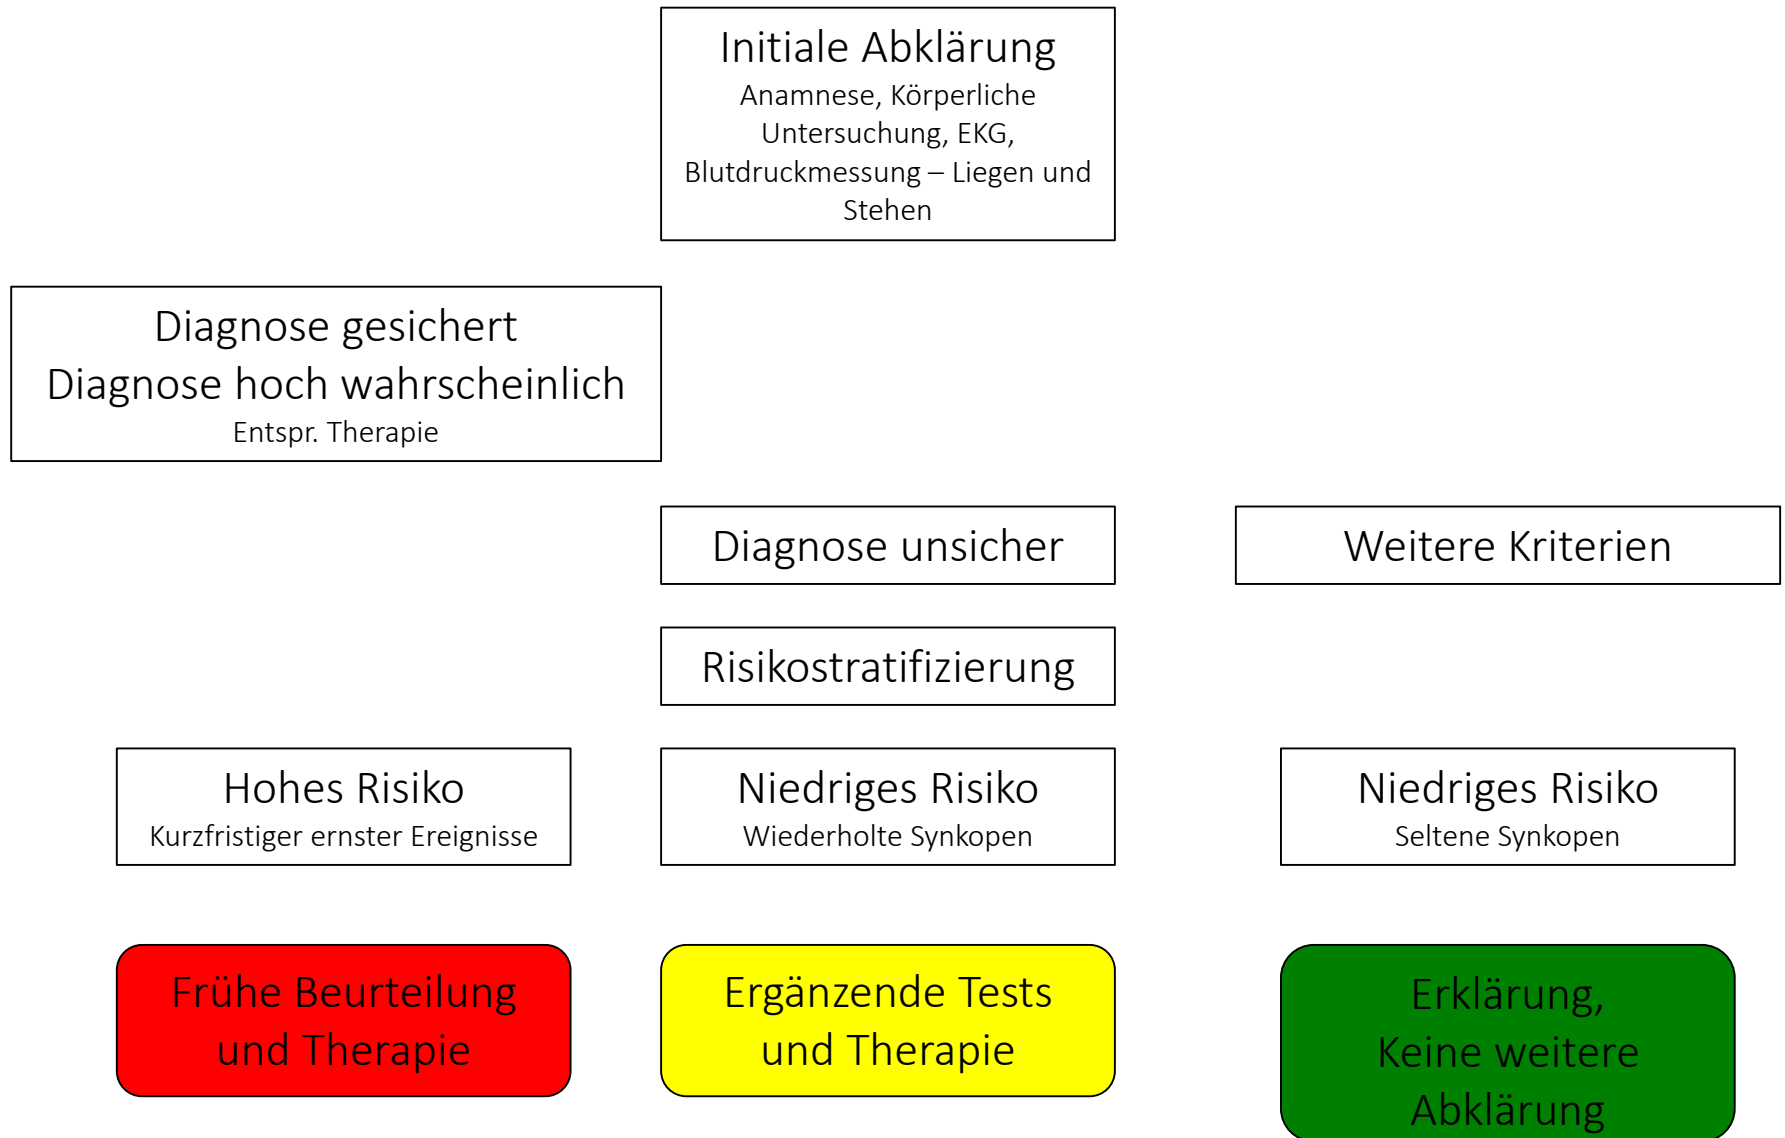 Initiale Abklärung
Anamnese, Körperliche
Untersuchung, EKG,
Blutdruckmessung – Liegen und
Stehen
Diagnose gesichert
Diagnose hoch wahrscheinlich
Entspr. Therapie
Diagnose unsicher
Weitere Kriterien
Risikostratifizierung
Hohes Risiko
Kurzfristiger ernster Ereignisse
Niedriges Risiko
Wiederholte Synkopen
Niedriges Risiko
Seltene Synkopen
Frühe Beurteilung
und Therapie
Ergänzende Tests
und Therapie
Erklärung,
Keine weitere
Abklärung